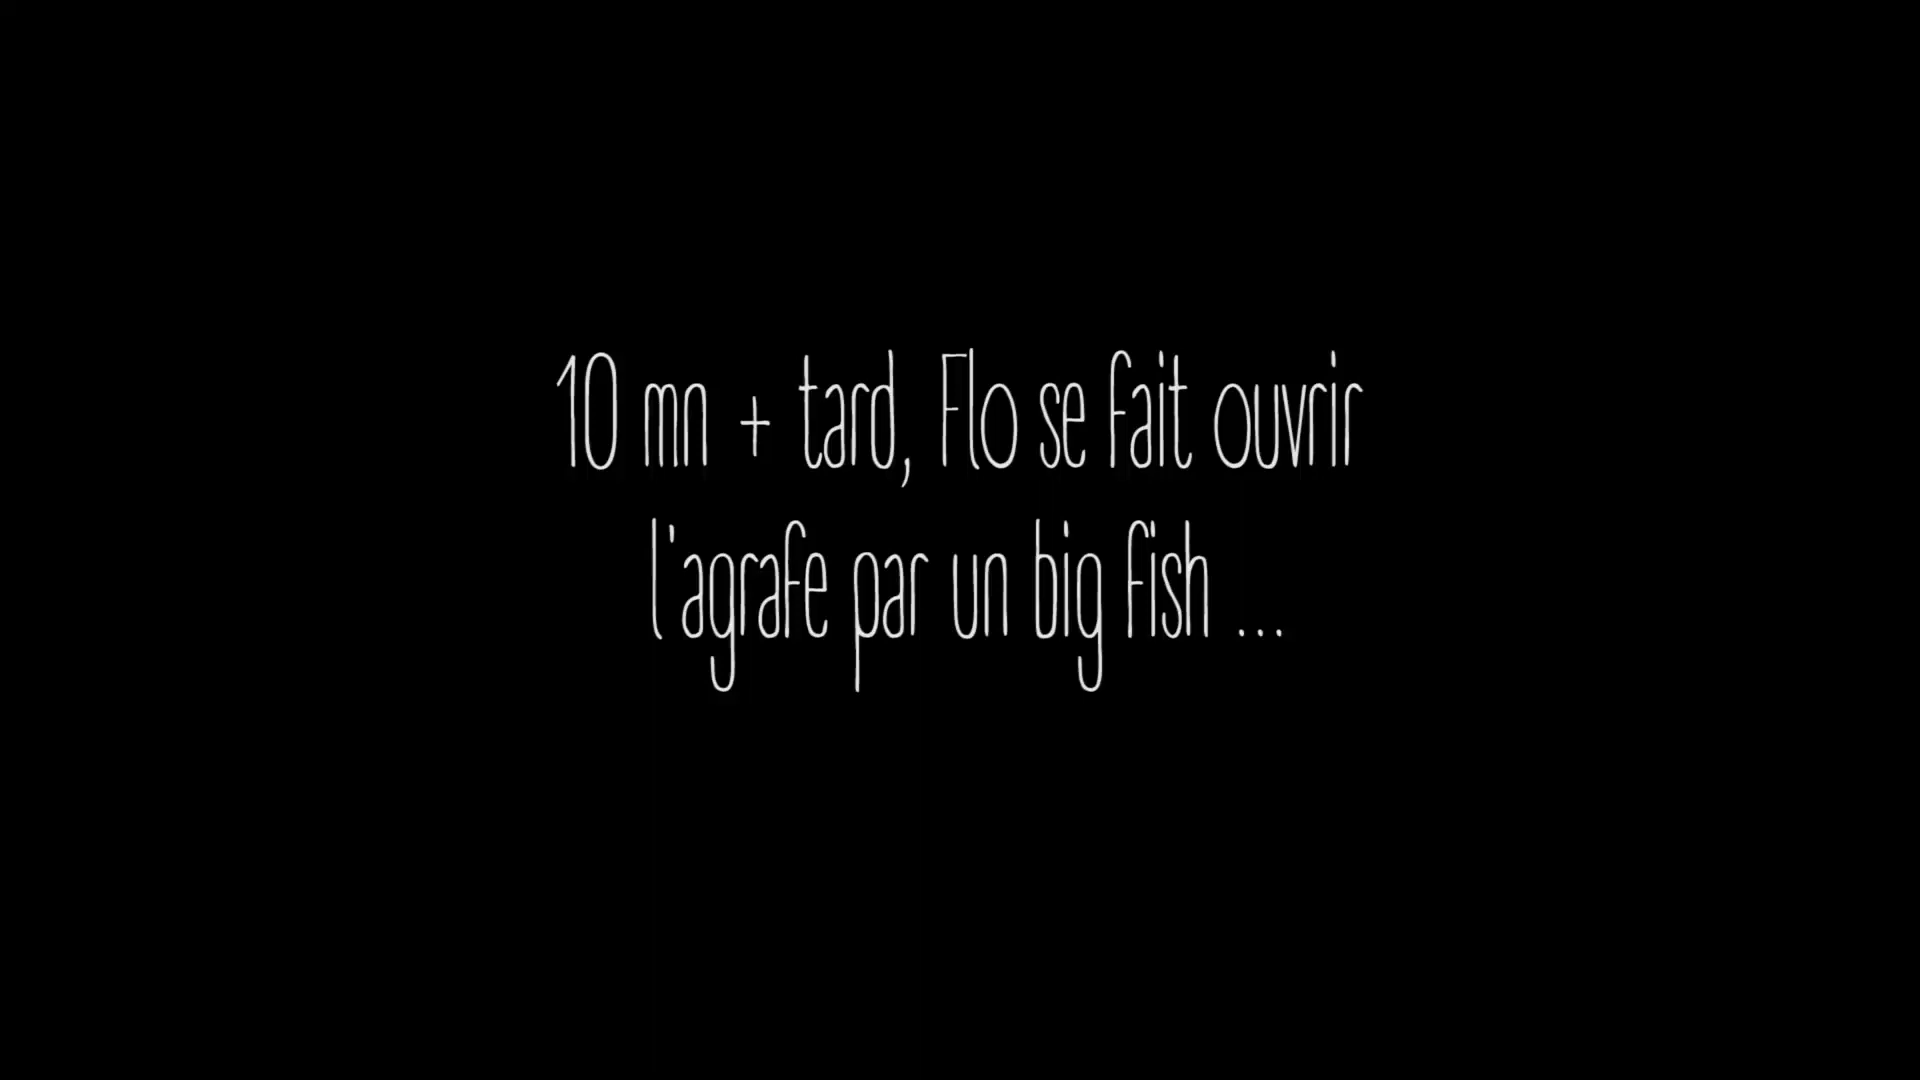 10 mn + tard, Flo se fait ouvrir
l'agrafe par un big fish ...